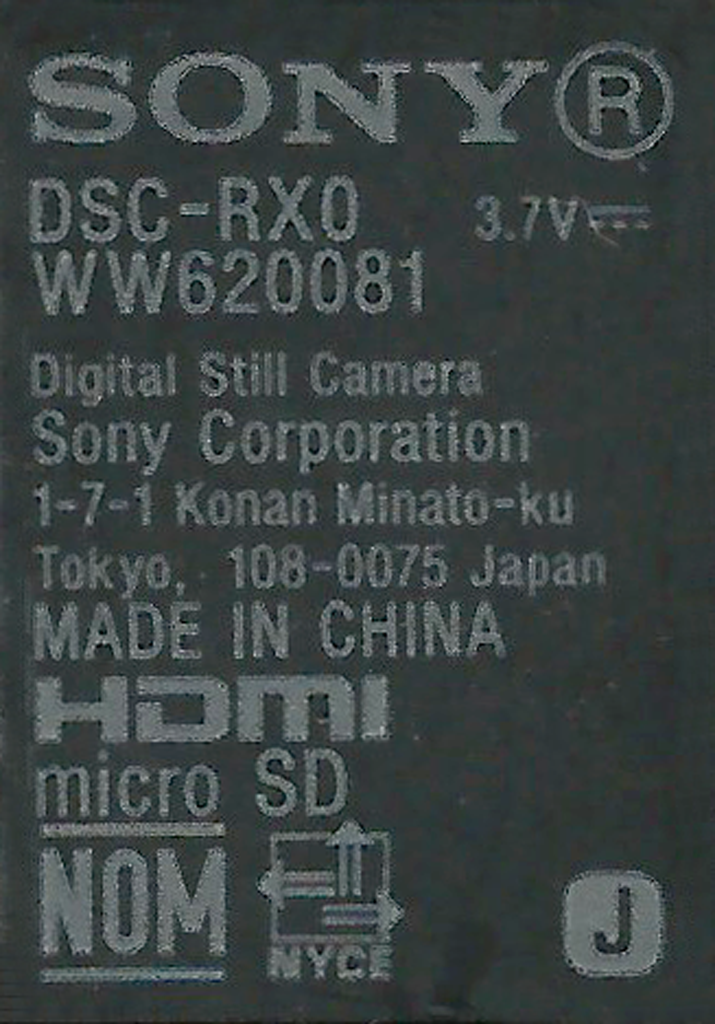 SONY®
DSC-RX0 3.7V
WW620081
Digital Still Camera
Sony Corporation
1-7-1 Konan Minato-ku
Tokyo, 108-0075 Japan
MADE IN CHINA
HDMI
micro SD
NOM NYCE J